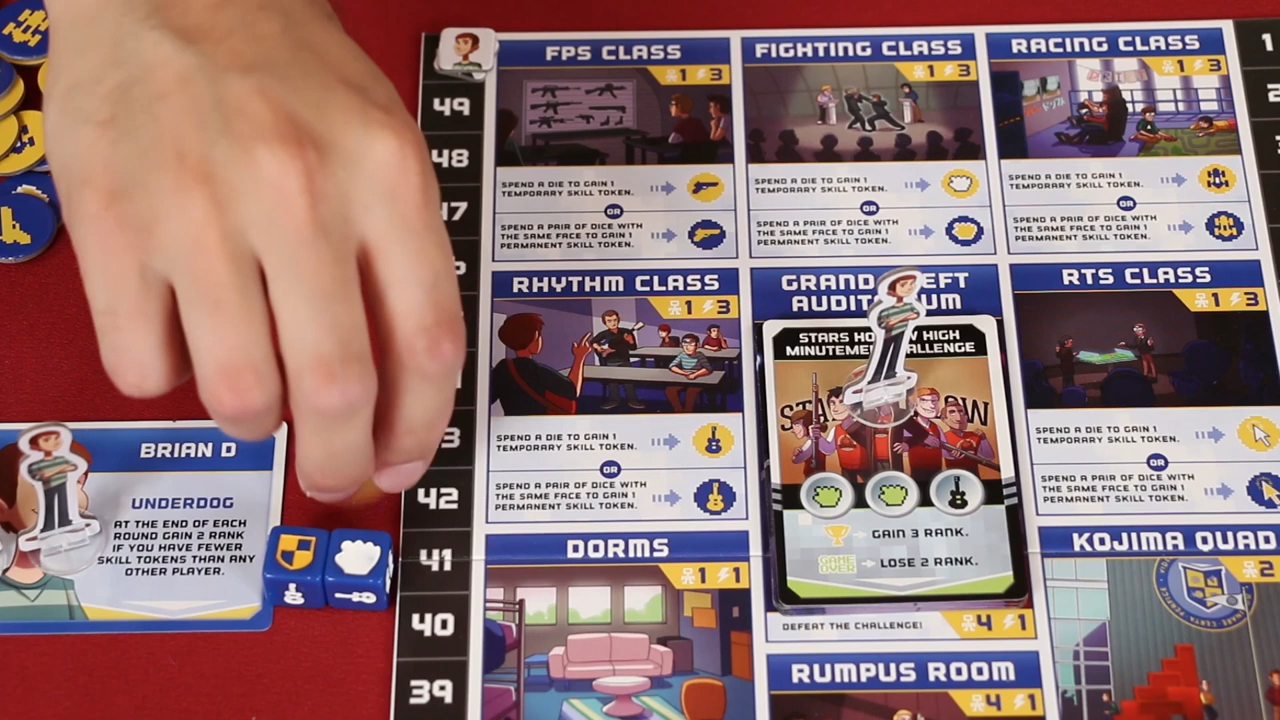 FPS CLASS
1 3
SPEND A DIE TO GAIN 1
TEMPORARY SKILL TOKEN.
OR
SPEND A PAIR OF DICE WITH
THE SAME FACE TO GAIN 1
PERMANENT SKILL TOKEN.
FIGHTING CLASS
1 3
SPEND A DIE TO GAIN 1
TEMPORARY SKILL TOKEN.
OR
SPEND A PAIR OF DICE WITH
THE SAME FACE TO GAIN 1
PERMANENT SKILL TOKEN.
RACING CLASS
1 3
SPEND A DIE TO GAIN 1
TEMPORARY SKILL TOKEN.
OR
SPEND A PAIR OF DICE WITH
THE SAME FACE TO GAIN 1
PERMANENT SKILL TOKEN.
49
48
47
42
41
40
39
1
2
RHYTHM CLASS
1 3
SPEND A DIE TO GAIN 1
TEMPORARY SKILL TOKEN.
OR
SPEND A PAIR OF DICE WITH
THE SAME FACE TO GAIN 1
PERMANENT SKILL TOKEN.
GRAND
STARS HIGH
GAIN 3 RANK.
GAME OVER
LOSE 2 RANK.
DEFEAT THE CHALLENGE!
4 1
RTS CLASS
1 3
SPEND A DIE TO GAIN 1
TEMPORARY SKILL TOKEN.
OR
SPEND A PAIR OF DICE WITH
THE SAME FACE TO GAIN 1
PERMANENT SKILL TOKEN.
BRIAN D
UNDERDOG
AT THE END OF EACH
ROUND GAIN 2 RANK
IF YOU HAVE FEWER
SKILL TOKENS THAN ANY
OTHER PLAYER.
DORMS
1 1
RUMPUS ROOM
4 1
KOJIMA QUAD
2